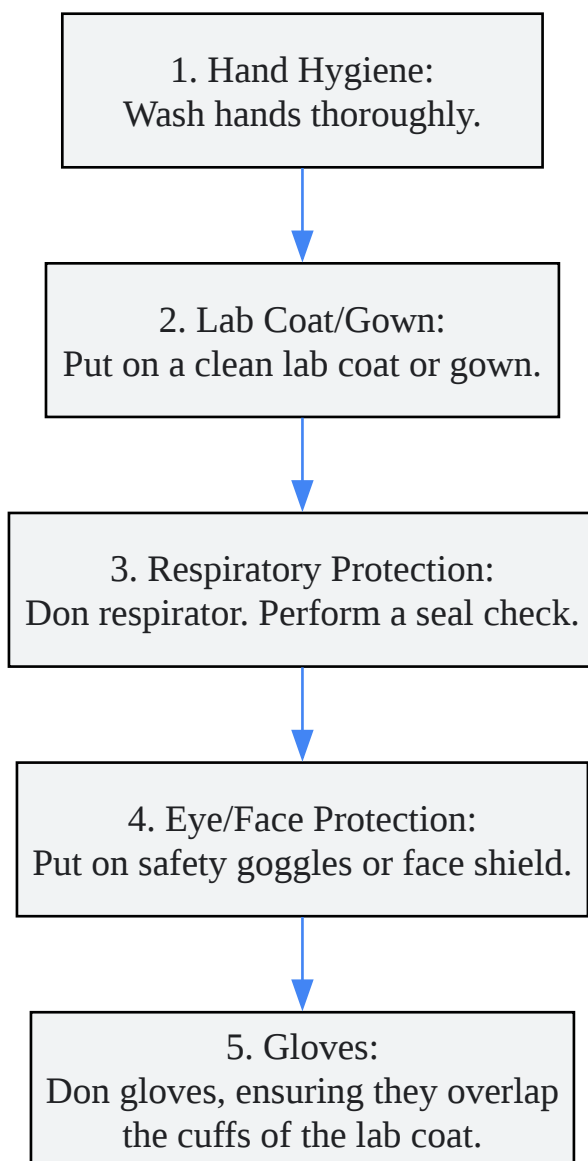 1. Hand Hygiene:
Wash hands thoroughly.
2. Lab Coat/Gown:
Put on a clean lab coat or gown.
3. Respiratory Protection:
Don respirator. Perform a seal check.
4. Eye/Face Protection:
Put on safety goggles or face shield.
5. Gloves:
Don gloves, ensuring they overlap
the cuffs of the lab coat.